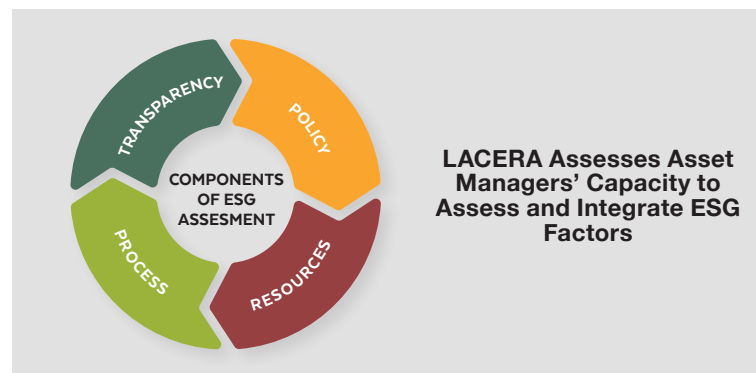 TRANSPARENCY
POLICY
COMPONENTS
OF ESG
ASSESMENT
PROCESS
RESOURCES
LACERA Assesses Asset
Managers’ Capacity to
Assess and Integrate ESG
Factors